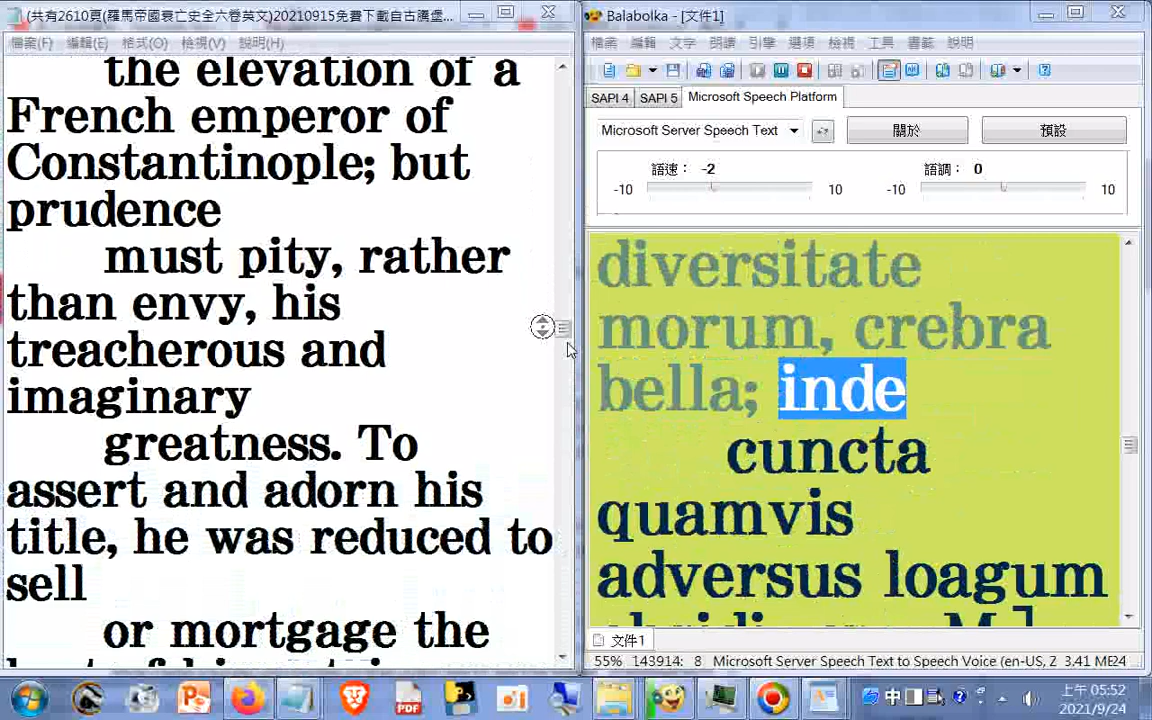 (共有2610頁(羅馬帝國衰亡史全六卷英文)20210915免費下載自古騰堡...
檔案(F) 編輯(E) 格式(O) 檢視(V) 說明(H)
the elevation of a
French emperor of
Constantinople; but
prudence
must pity, rather
than envy, his
treacherous and
imaginary
greatness. To
assert and adorn his
title, he was reduced to
sell
or mortgage the
Balabolka - [文件1]
檔案 編輯 文字 朗讀 引擎 選項 檢視 工具 書籤 說明
SAPI 4 SAPI 5 Microsoft Speech Platform
Microsoft Server Speech Text 關於 預設
語速: -2 語調: 0
-10 10 -10 10
diversitate
morum, crebra
bella; inde
cuncta
quamvis
adversus loagum
文件1
55% 143914: 8 Microsoft Server Speech Text to Speech Voice (en-US, Z 3.41 ME24
中
上午 05:52
2021/9/24